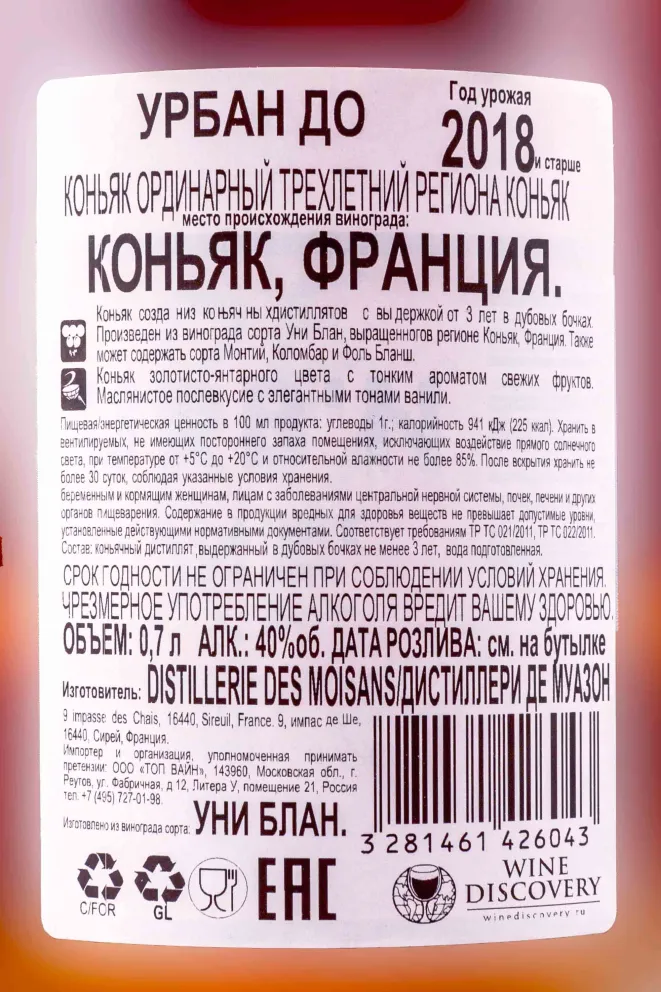 УРБАН ДО
Год урожая
2018 и старше
КОНЬЯК ОРДИНАРНЫЙ ТРЕХЛЕТНИЙ РЕГИОНА КОНЬЯК
место происхождения винограда:
КОНЬЯК, ФРАНЦИЯ.
Коньяк созда низ коньяч ны хдистиллятов с вы держкой от 3 лет в дубовых бочках.
Произведен из винограда сорта Уни Блан, выращенногов регионе Коньяк, Франция. Также
может содержать сорта Монтий, Коломбар и Фоль Бланш.
Коньяк золотисто-янтарного цвета с тонким ароматом свежих фруктов.
Маслянистое послевкусие с элегантными тонами ванили.
Пищевая/энергетическая ценность в 100 мл продукта: углеводы 1г.; калорийность 941 кДж (225 ккал). Хранить в
вентилируемых, не имеющих постороннего запаха помещениях, исключающих воздействие прямого солнечного
света, при температуре от +5°С до +20°С и относительной влажности не более 85%. После вскрытия хранить не
более 30 суток, соблюдая указанные условия хранения.
беременным и кормящим женщинам, лицам с заболеваниями центральной нервной системы, почек, печени и других
органов пищеварения. Содержание в продукции вредных для здоровья веществ не превышает допустимые уровни,
установленные действующими нормативными документами. Соответствует требованиям ТР ТС 021/2011, ТР ТС 022/2011.
Состав: коньячный дистиллят, выдержанный в дубовых бочках не менее 3 лет, вода подготовленная.
СРОК ГОДНОСТИ НЕ ОГРАНИЧЕН ПРИ СОБЛЮДЕНИИ УСЛОВИЙ ХРАНЕНИЯ.
ЧРЕЗМЕРНОЕ УПОТРЕБЛЕНИЕ АЛКОГОЛЯ ВРЕДИТ ВАШЕМУ ЗДОРОВЬЮ.
ОБЪЕМ: 0,7 л АЛК.: 40%об. ДАТА РОЗЛИВА: см. на бутылке
Изготовитель: DISTILLERIE DES MOISANS/ДИСТИЛЛЕРИ ДЕ МУАЗОН
9 impasse des Chais, 16440, Sireuil, France. 9, импас де Ше,
16440, Сирей, Франция.
Импортер и организация, уполномоченная принимать
претензии: ООО «ТОП ВАЙН», 143960, Московская обл., г.
Реутов, ул. Фабричная, д 12, Литера У, помещение 21, Россия
тел. +7 (495) 727-01-98.
Изготовлено из винограда сорта: УНИ БЛАН.
3 281461 426043
C/FOR
GL
EAC
WINE
DISCOVERY
winediscovery.ru